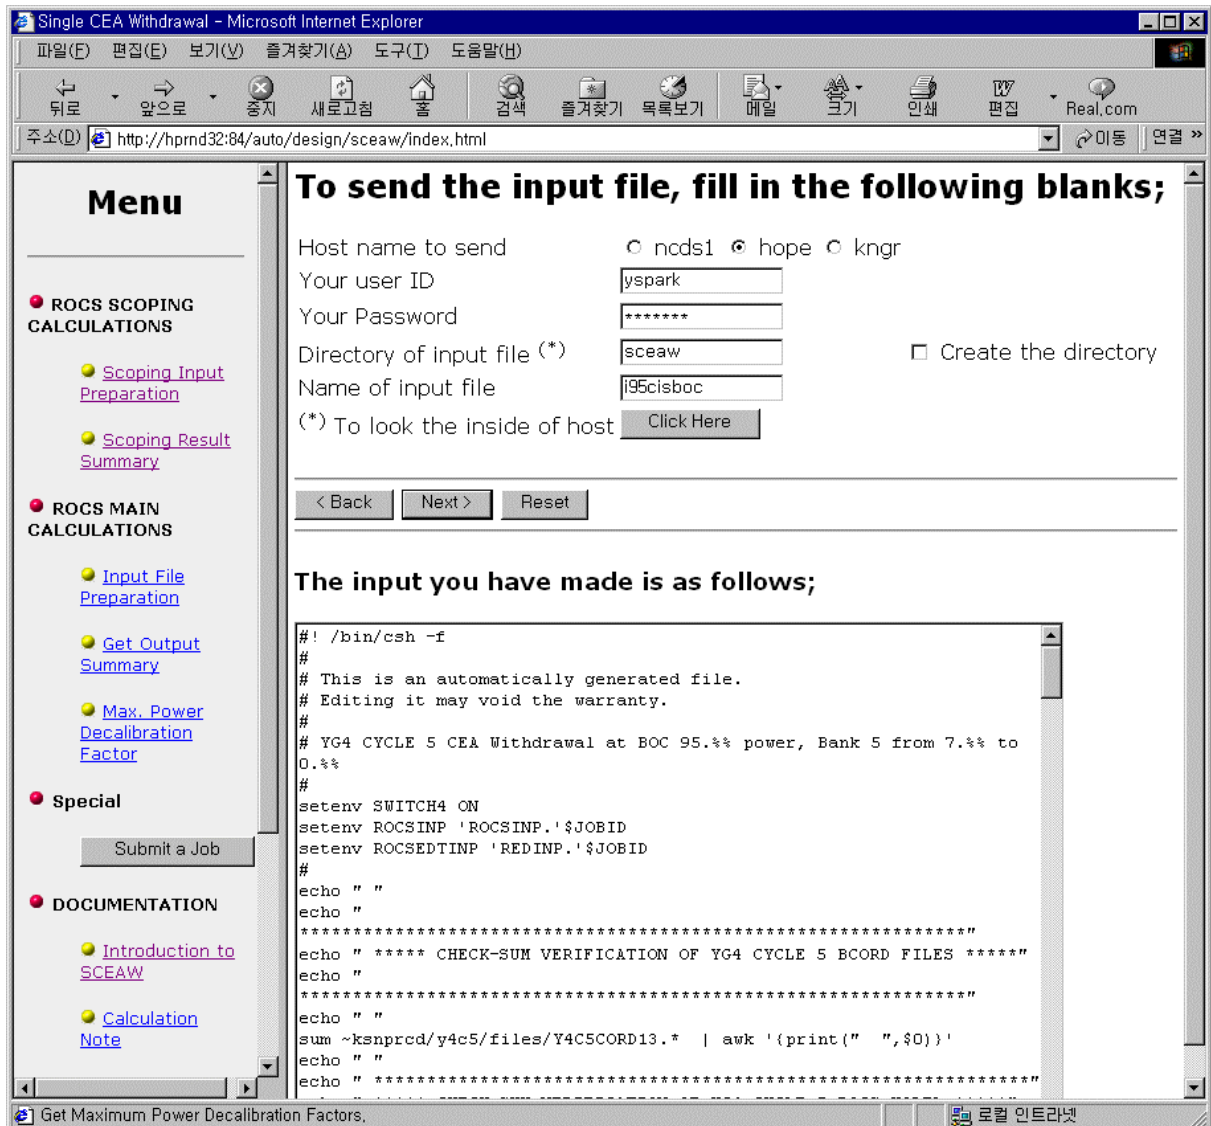 Single CEA Withdrawal - Microsoft Internet Explorer
파일(F) 편집(E) 보기(V) 즐겨찾기(A) 도구(T) 도움말(H)
뒤로 앞으로 중지 새로고침 홈 검색 즐겨찾기 목록보기 메일 크기 인쇄 편집 Real.com
주소(D) http://hprnd32:84/auto/design/sceaw/index.html 이동 연결 »
Menu
ROCS SCOPING
CALCULATIONS
Scoping Input
Preparation
Scoping Result
Summary
ROCS MAIN
CALCULATIONS
Input File
Preparation
Get Output
Summary
Max. Power
Decalibration
Factor
Special
Submit a Job
DOCUMENTATION
Introduction to
SCEAW
Calculation
Note
To send the input file, fill in the following blanks;
Host name to send ncds1 hope kngr
Your user ID yspark
Your Password *******
Directory of input file (*) sceaw Create the directory
Name of input file i95cisboc
(*) To look the inside of host Click Here
< Back Next > Reset
The input you have made is as follows;
#! /bin/csh -f
#
# This is an automatically generated file.
# Editing it may void the warranty.
#
# YG4 CYCLE 5 CEA Withdrawal at BOC 95.%% power, Bank 5 from 7.%% to
0.%%
#
setenv SWITCH4 ON
setenv ROCSINP 'ROCSINP.'$JOBID
setenv ROCSEDTINP 'REDINP.'$JOBID
#
echo " "
echo "
***************************************************************"
echo " ***** CHECK-SUM VERIFICATION OF YG4 CYCLE 5 BCORD FILES *****"
echo "
***************************************************************"
echo " "
sum ~ksnprcd/y4c5/files/Y4C5CORD13.* | awk '{print(" ",$0)}'
echo " "
echo " **************************************************************"
Get Maximum Power Decalibration Factors.
로컬 인트라넷